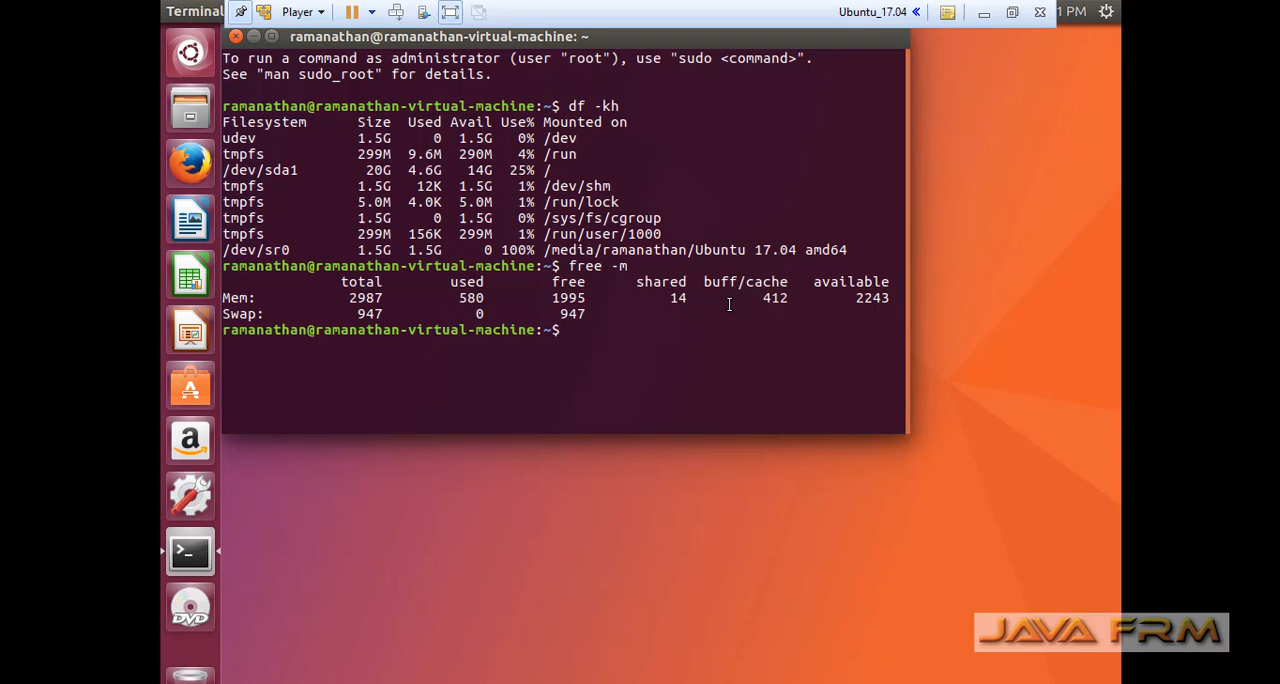 Terminal
Player
Ubuntu_17.04
1 PM
ramanathan@ramanathan-virtual-machine: ~
To run a command as administrator (user "root"), use "sudo <command>".
See "man sudo_root" for details.
ramanathan@ramanathan-virtual-machine:~$ df -kh
Filesystem Size Used Avail Use% Mounted on
udev 1.5G 0 1.5G 0% /dev
tmpfs 299M 9.6M 290M 4% /run
/dev/sda1 20G 4.6G 14G 25% /
tmpfs 1.5G 12K 1.5G 1% /dev/shm
tmpfs 5.0M 4.0K 5.0M 1% /run/lock
tmpfs 1.5G 0 1.5G 0% /sys/fs/cgroup
tmpfs 299M 156K 299M 1% /run/user/1000
/dev/sr0 1.5G 1.5G 0 100% /media/ramanathan/Ubuntu 17.04 amd64
ramanathan@ramanathan-virtual-machine:~$ free -m
total used free shared buff/cache available
Mem: 2987 580 1995 14 412 2243
Swap: 947 0 947
ramanathan@ramanathan-virtual-machine:~$
DVD
JAVA FRM